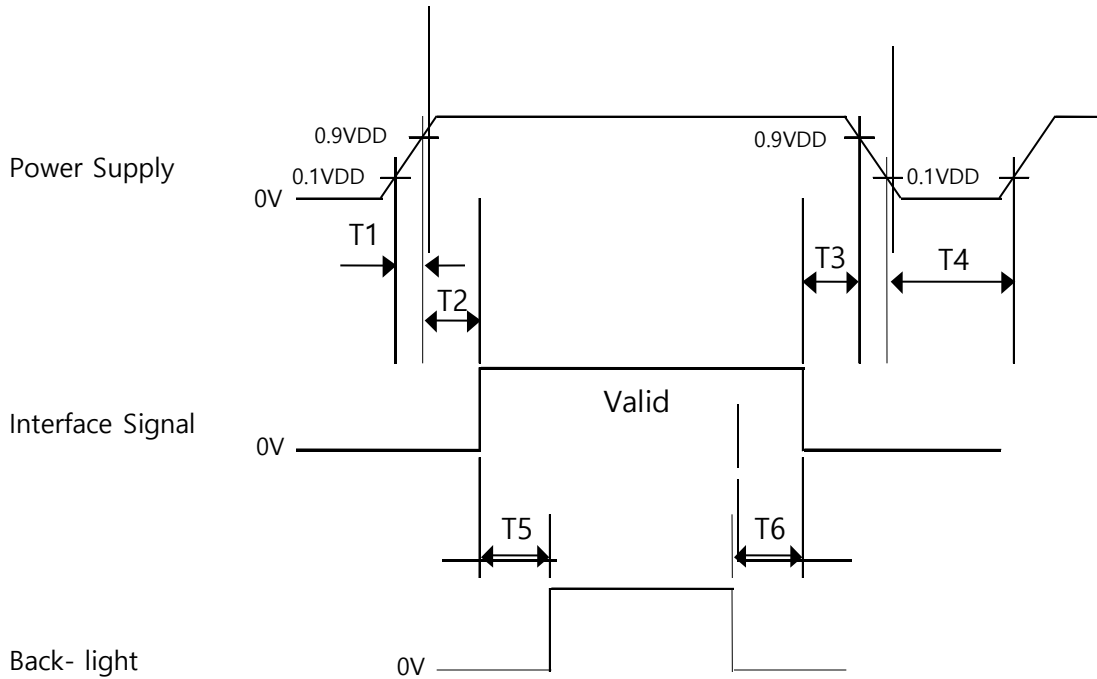 0.9VDD
0.9VDD
Power Supply
0.1VDD
0.1VDD
0V
T1
T3
T4
T2
Valid
Interface Signal
0V
T5
T6
Back- light
0V